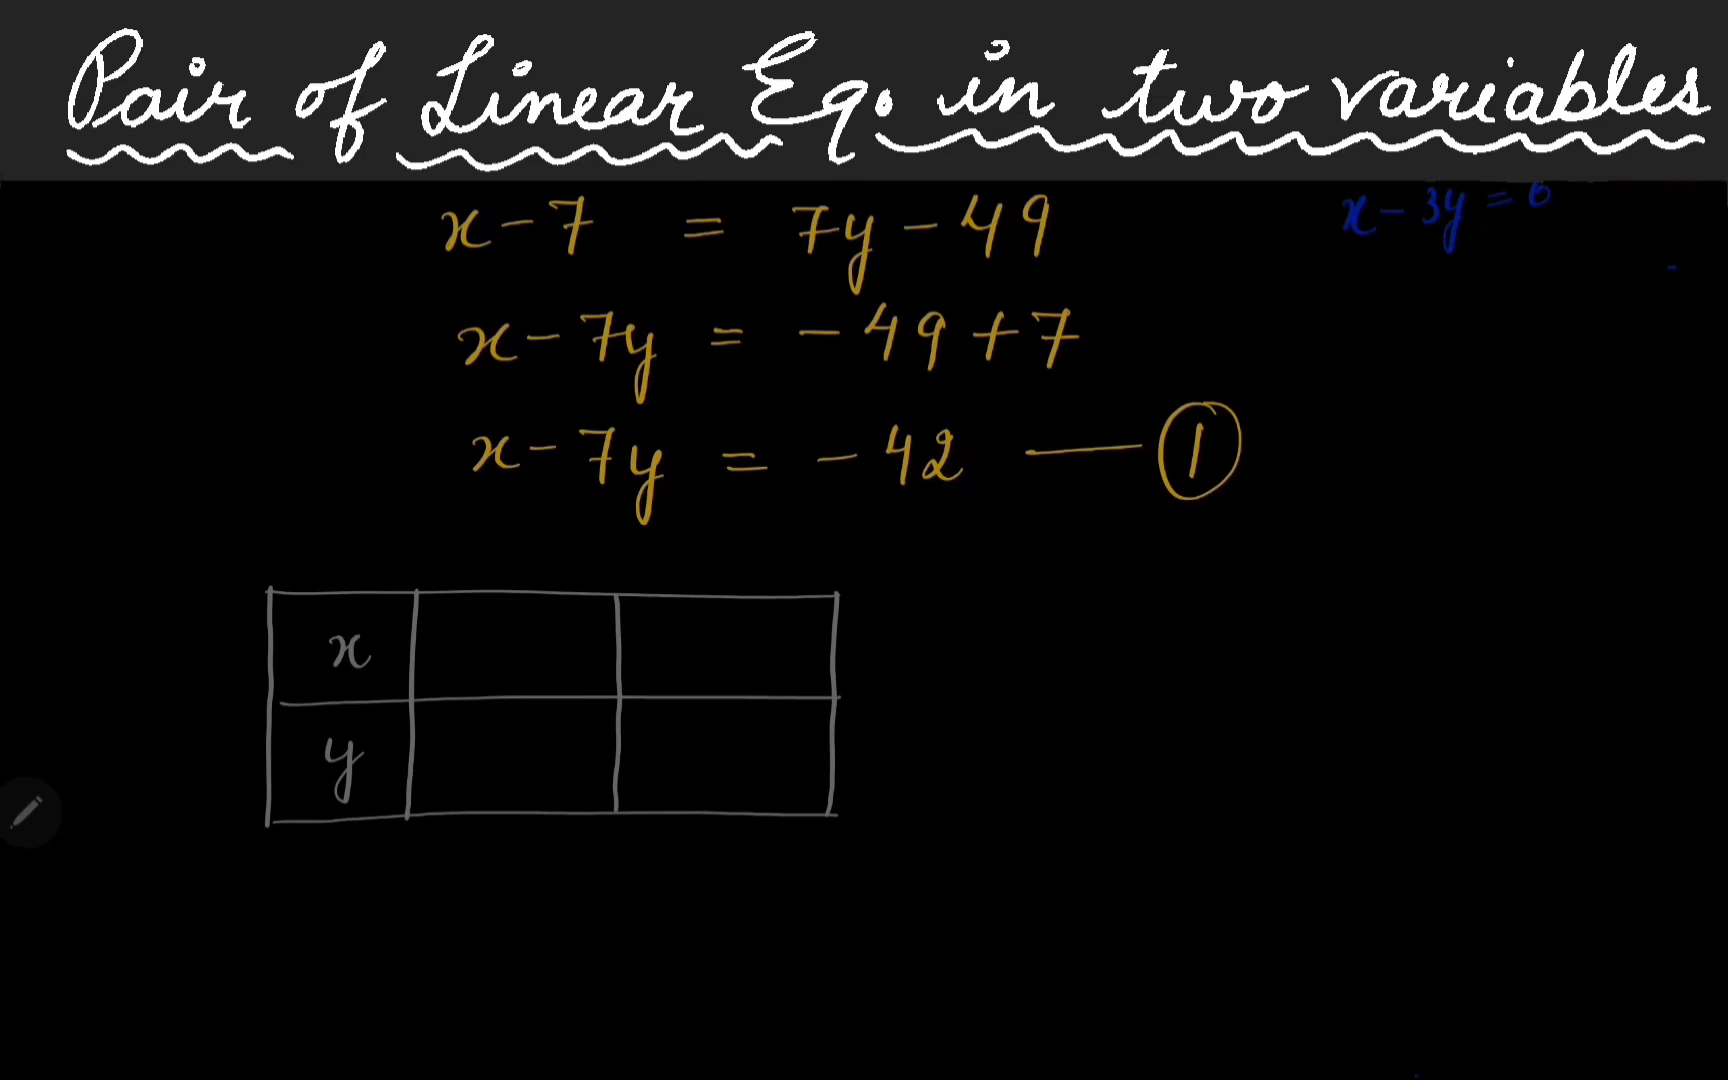 Pair of Linear Eq. in two variables
x - 7 = 7y - 49
x - 3y = 6
x - 7y = - 49 + 7
x - 7y = - 42 — 1
x
y